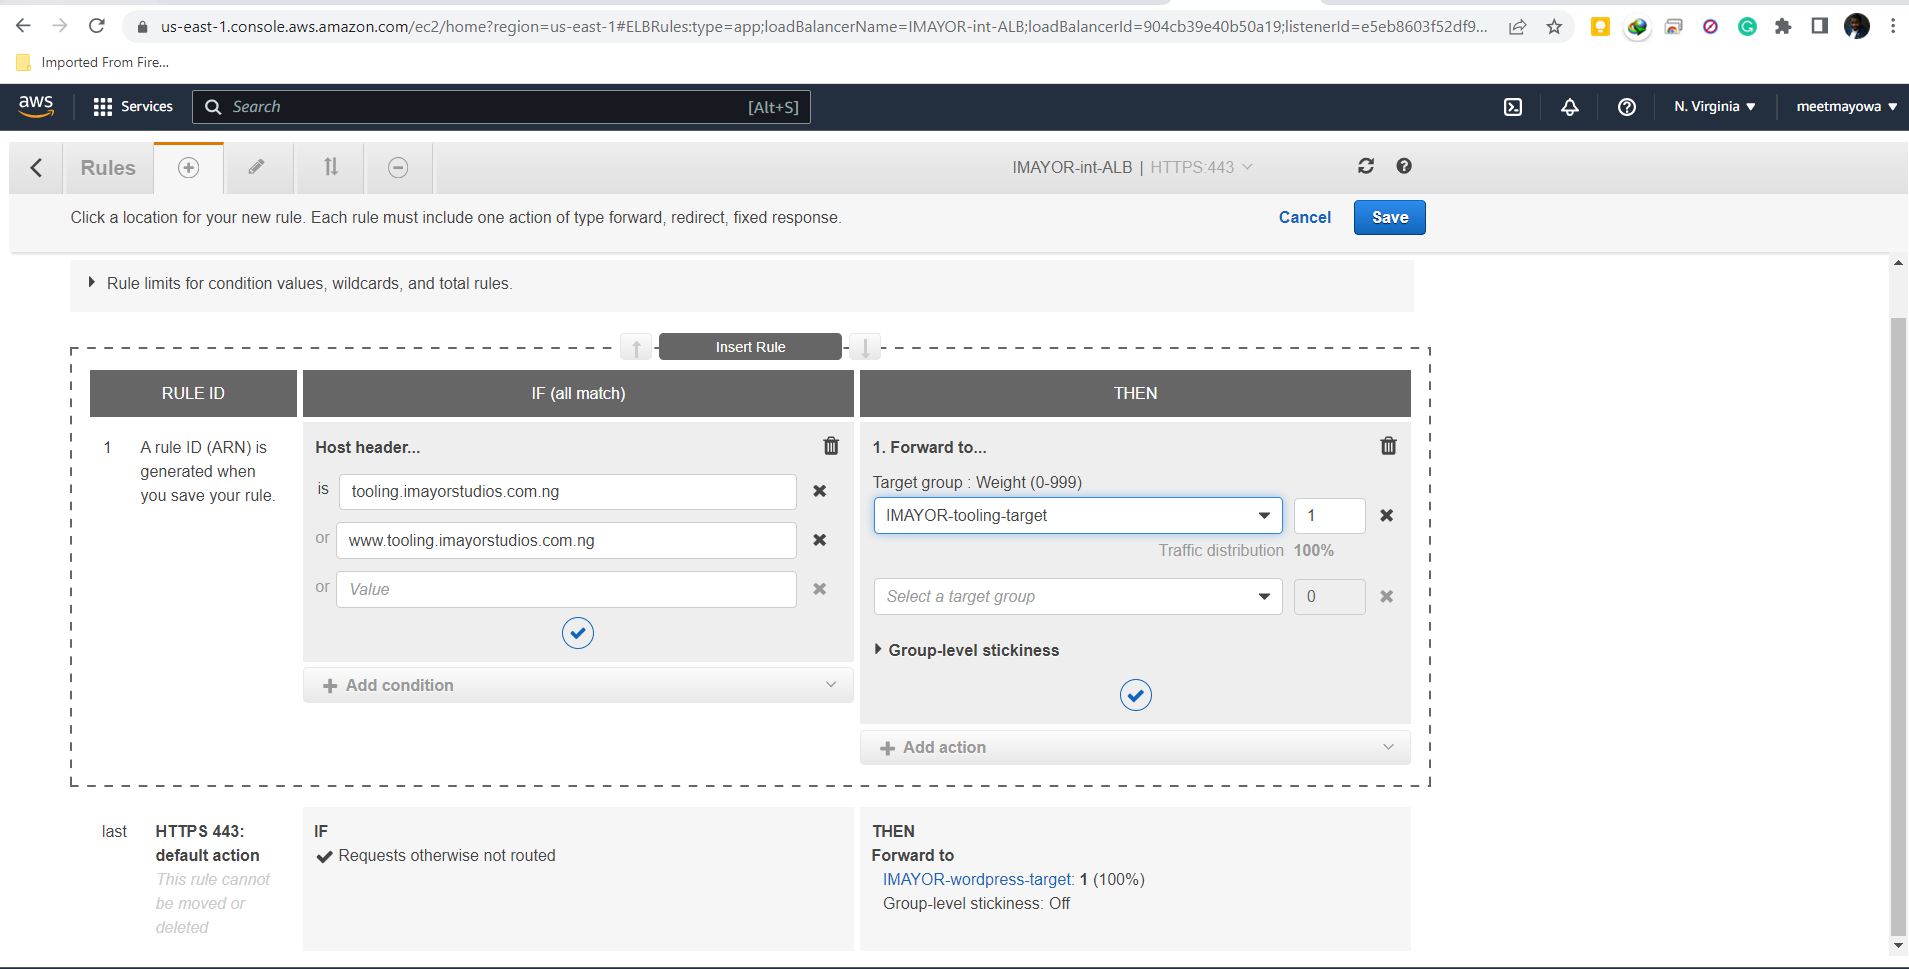 us-east-1.console.aws.amazon.com/ec2/home?region=us-east-1#ELBRules:type=app;loadBalancerName=IMAYOR-int-ALB;loadBalancerId=904cb39e40b50a19;listenerId=e5eb8603f52df9...
Imported From Fire...
aws
Services
Search
[Alt+S]
N. Virginia
meetmayowa
Rules
IMAYOR-int-ALB | HTTPS:443
Click a location for your new rule. Each rule must include one action of type forward, redirect, fixed response.
Cancel
Save
Rule limits for condition values, wildcards, and total rules.
Insert Rule
RULE ID
IF (all match)
THEN
1
A rule ID (ARN) is
generated when
you save your rule.
Host header...
is
tooling.imayorstudios.com.ng
or
www.tooling.imayorstudios.com.ng
or
Value
Add condition
1. Forward to...
Target group : Weight (0-999)
IMAYOR-tooling-target
1
Traffic distribution 100%
Select a target group
0
Group-level stickiness
Add action
last
HTTPS 443:
default action
This rule cannot
be moved or
deleted
IF
Requests otherwise not routed
THEN
Forward to
IMAYOR-wordpress-target: 1 (100%)
Group-level stickiness: Off